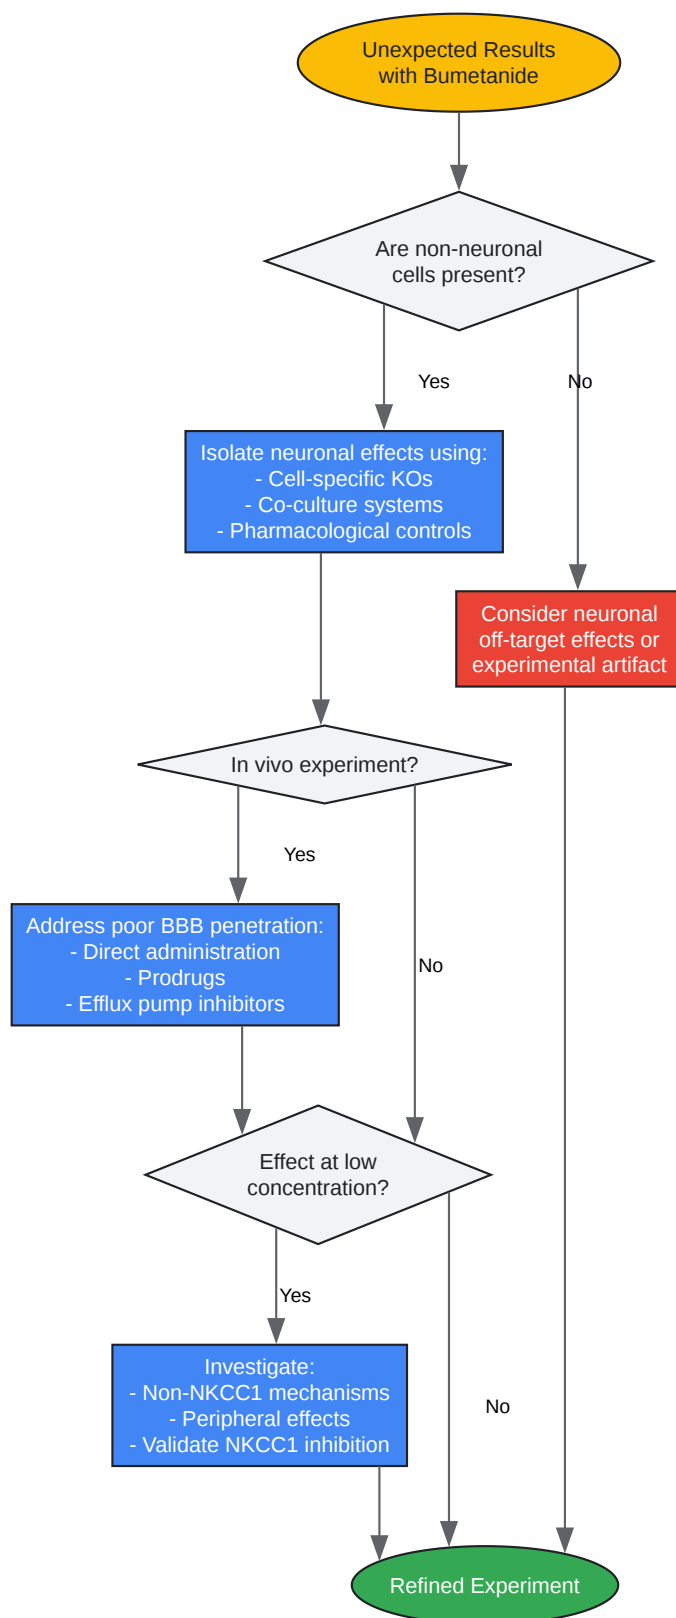 Unexpected Results
with Bumetanide
Are non-neuronal
cells present?
Yes
No
Isolate neuronal effects using:
- Cell-specific KOs
- Co-culture systems
- Pharmacological controls
Consider neuronal
off-target effects or
experimental artifact
In vivo experiment?
Yes
Address poor BBB penetration:
- Direct administration
- Prodrugs
- Efflux pump inhibitors
No
Effect at low
concentration?
Yes
Investigate:
- Non-NKCC1 mechanisms
- Peripheral effects
- Validate NKCC1 inhibition
No
Refined Experiment